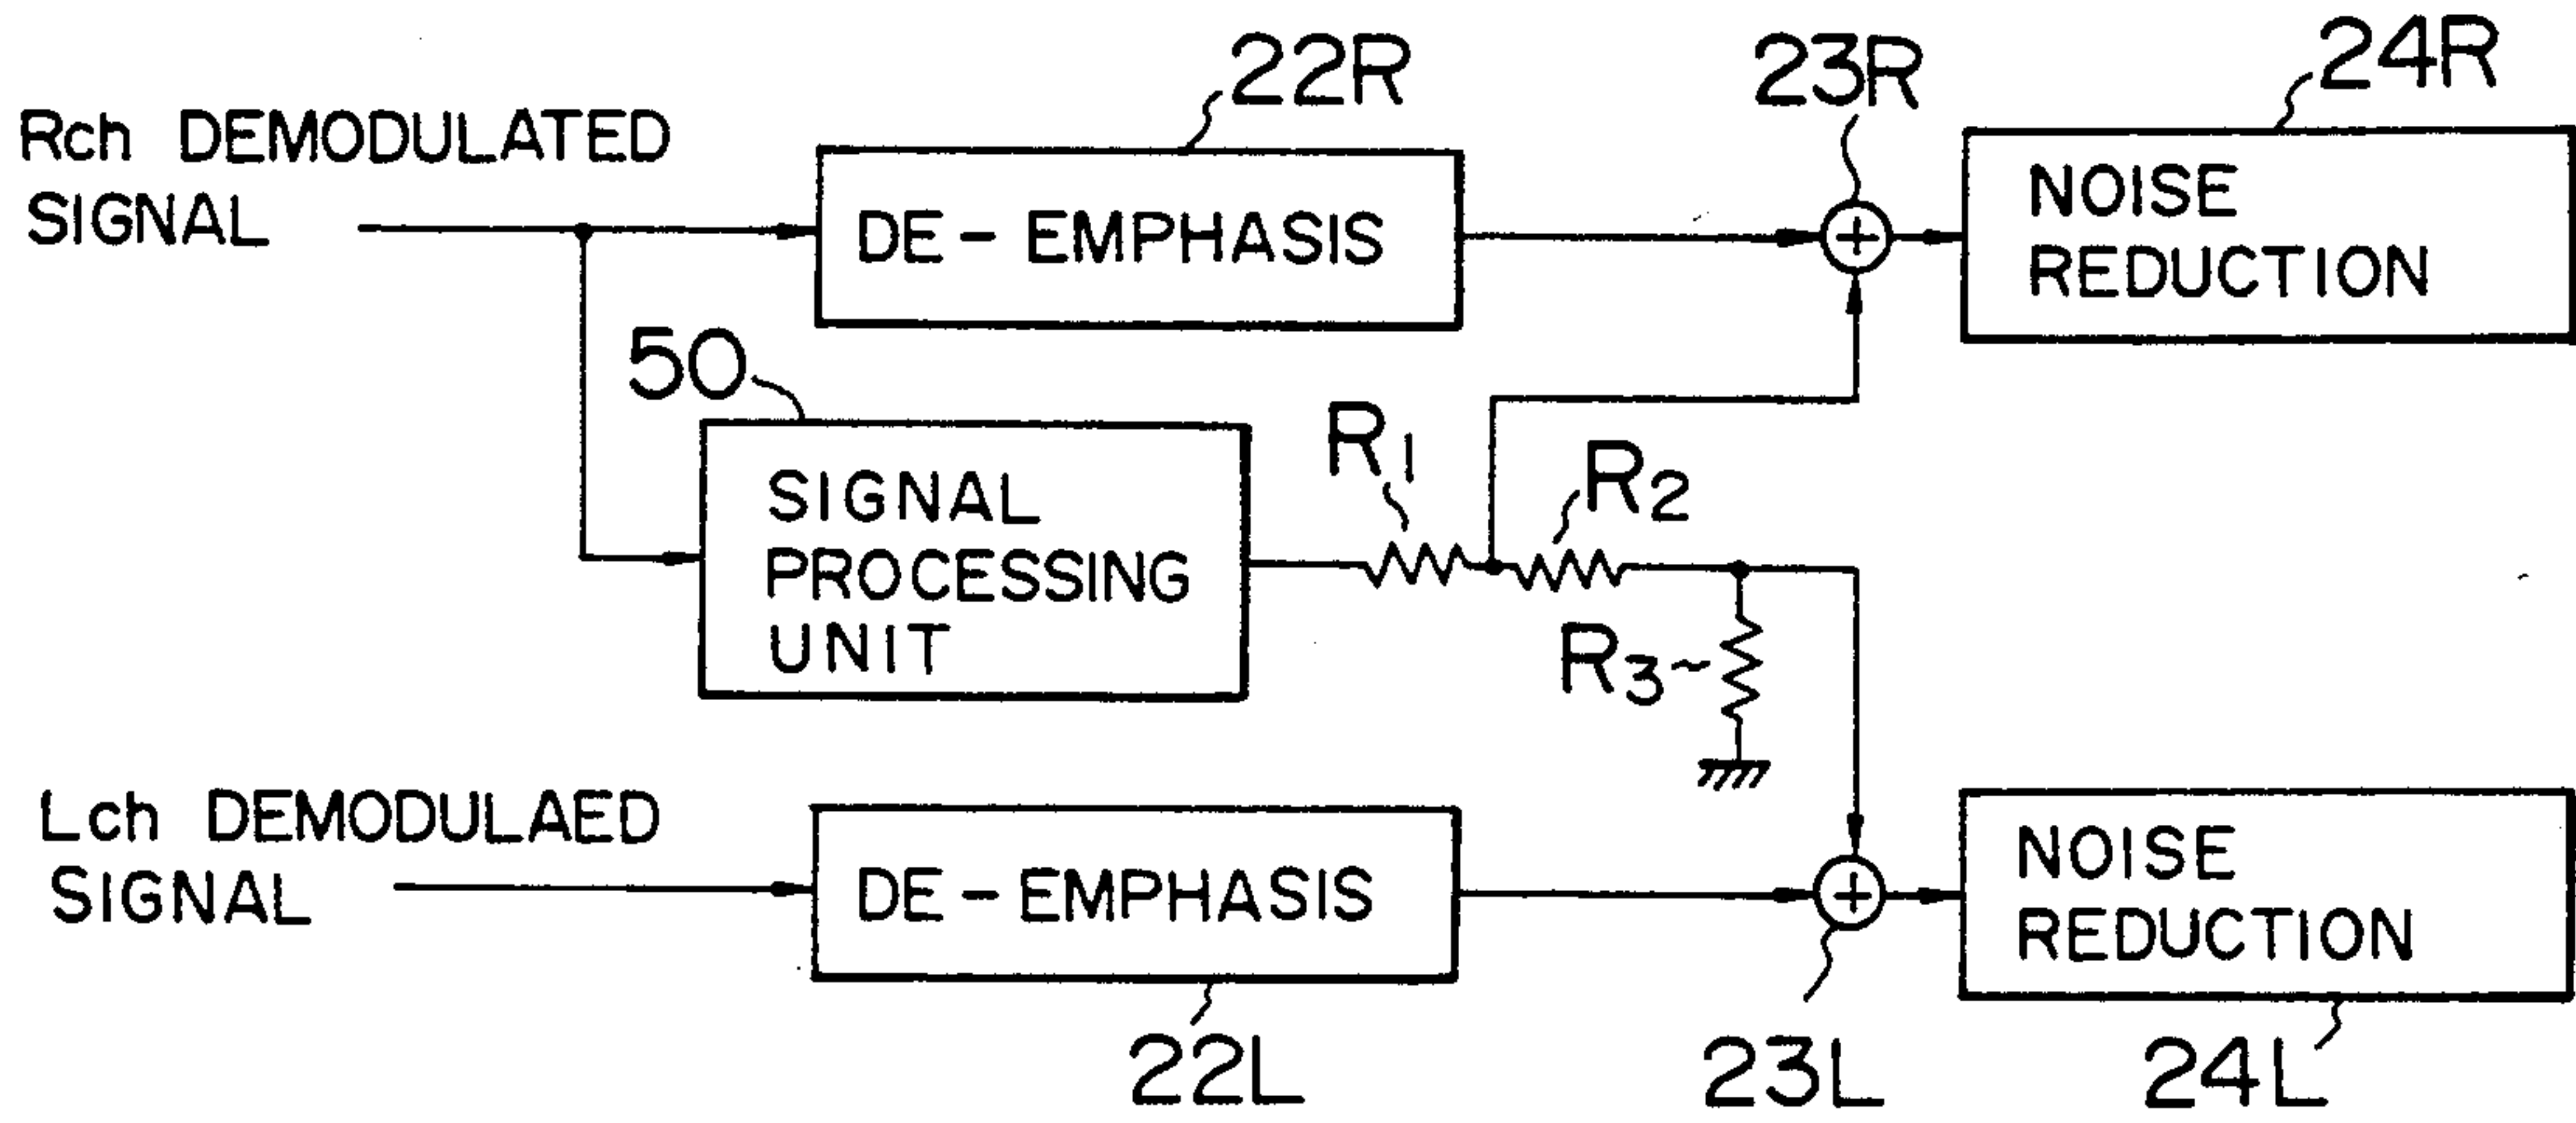 22R
23R
24R
Rch DEMODULATED
SIGNAL
DE - EMPHASIS
NOISE
REDUCTION
50
SIGNAL
PROCESSING
UNIT
R1
R2
R3
Lch DEMODULAED
SIGNAL
DE - EMPHASIS
NOISE
REDUCTION
22L
23L
24L